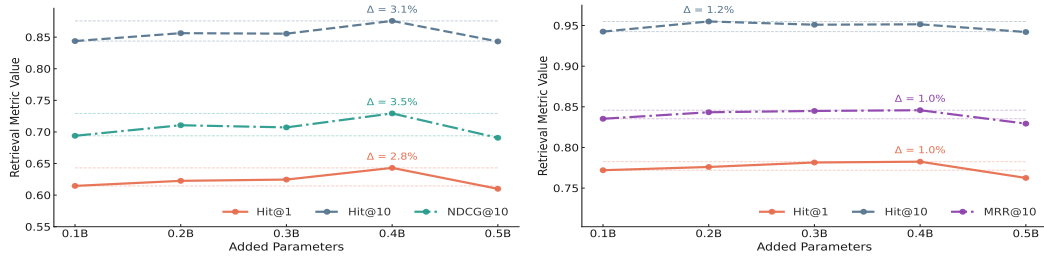 Δ = 3.1%
0.85
0.80
0.75
0.70
0.65
0.60
0.55
Retrieval Metric Value
Δ = 3.5%
Δ = 2.8%
Hit@1 Hit@10 NDCG@10
0.1B 0.2B 0.3B 0.4B 0.5B
Added Parameters
Δ = 1.2%
0.95
0.90
0.85
0.80
0.75
Retrieval Metric Value
Δ = 1.0%
Δ = 1.0%
Hit@1 Hit@10 MRR@10
0.1B 0.2B 0.3B 0.4B 0.5B
Added Parameters